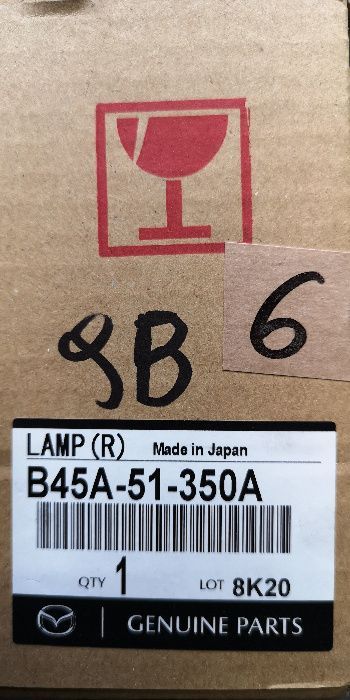 9B
6
LAMP (R) Made in Japan
B45A-51-350A
QTY 1 LOT 8K20
GENUINE PARTS